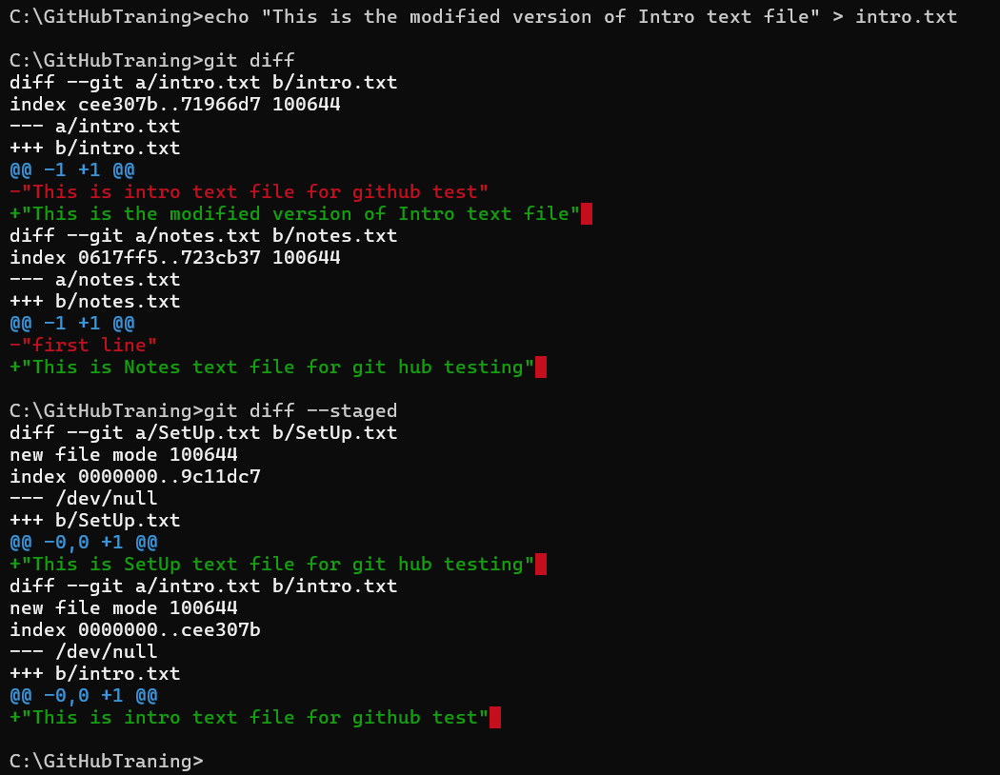 C:\GitHubTraning>echo "This is the modified version of Intro text file" > intro.txt
C:\GitHubTraning>git diff
diff --git a/intro.txt b/intro.txt
index cee307b..71966d7 100644
--- a/intro.txt
+++ b/intro.txt
@@ -1 +1 @@
-"This is intro text file for github test"
+"This is the modified version of Intro text file"
diff --git a/notes.txt b/notes.txt
index 0617ff5..723cb37 100644
--- a/notes.txt
+++ b/notes.txt
@@ -1 +1 @@
-"first line"
+"This is Notes text file for git hub testing"
C:\GitHubTraning>git diff --staged
diff --git a/SetUp.txt b/SetUp.txt
new file mode 100644
index 0000000..9c11dc7
--- /dev/null
+++ b/SetUp.txt
@@ -0,0 +1 @@
+"This is SetUp text file for git hub testing"
diff --git a/intro.txt b/intro.txt
new file mode 100644
index 0000000..cee307b
--- /dev/null
+++ b/intro.txt
@@ -0,0 +1 @@
+"This is intro text file for github test"
C:\GitHubTraning>